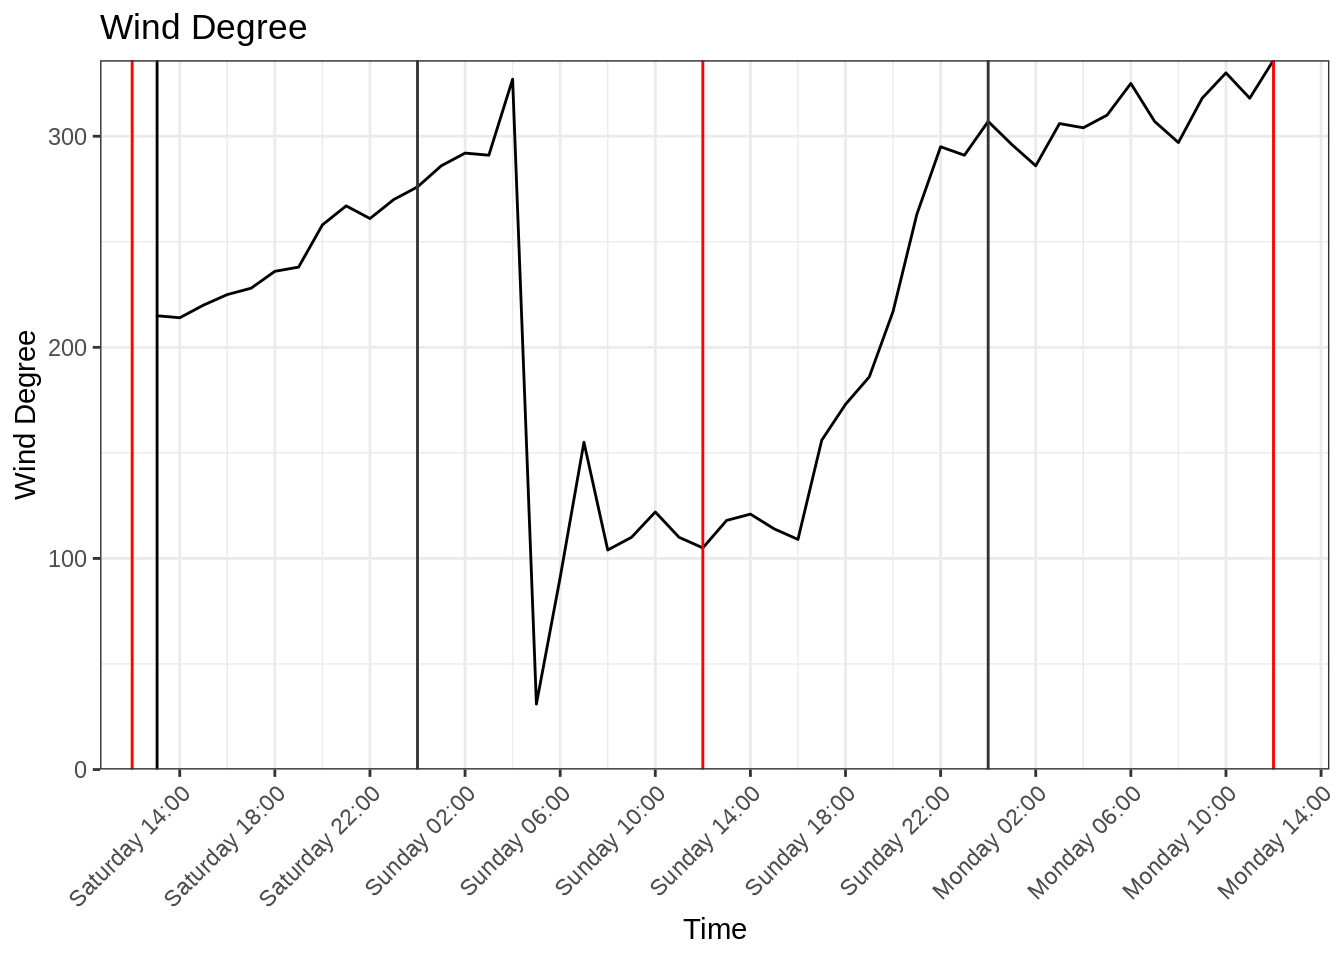 Wind Degree
Wind Degree
300
200
100
0
Saturday 14:00
Saturday 18:00
Saturday 22:00
Sunday 02:00
Sunday 06:00
Sunday 10:00
Sunday 14:00
Sunday 18:00
Sunday 22:00
Monday 02:00
Monday 06:00
Monday 10:00
Monday 14:00
Time